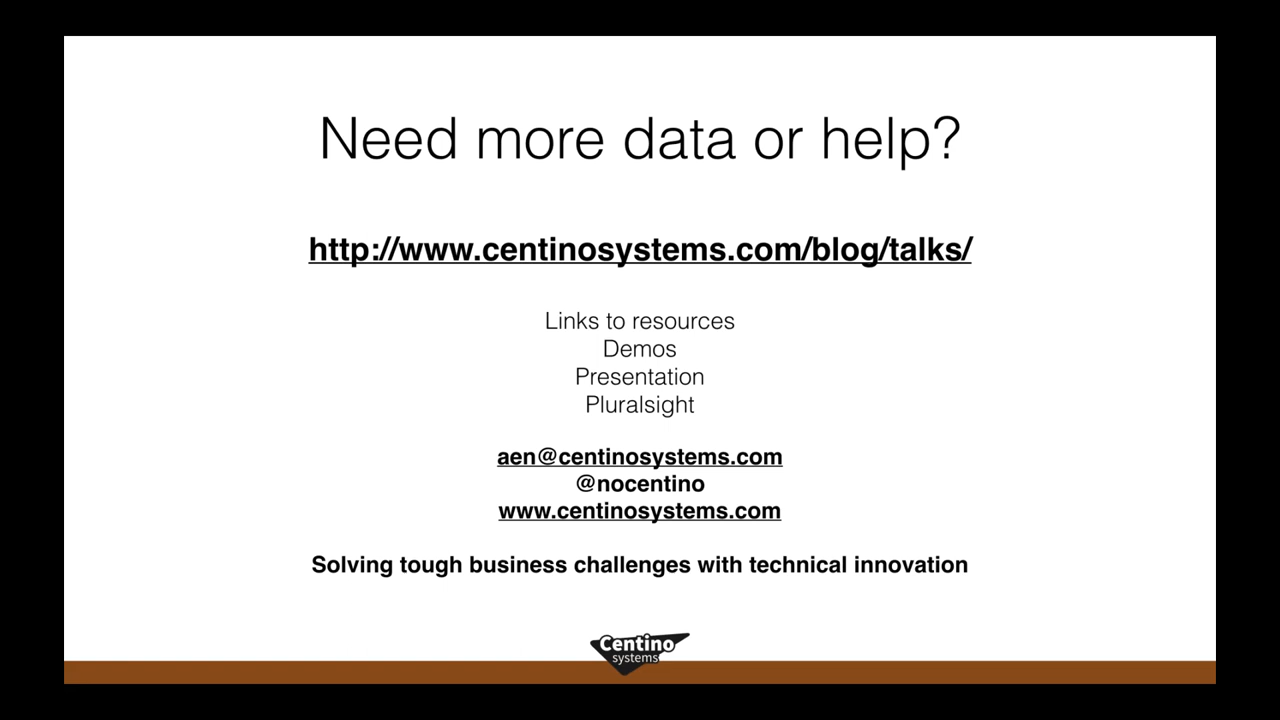 Need more data or help?
http://www.centinosystems.com/blog/talks/
Links to resources
Demos
Presentation
Pluralsight
aen@centinosystems.com
@nocentino
www.centinosystems.com
Solving tough business challenges with technical innovation
Centino
systems